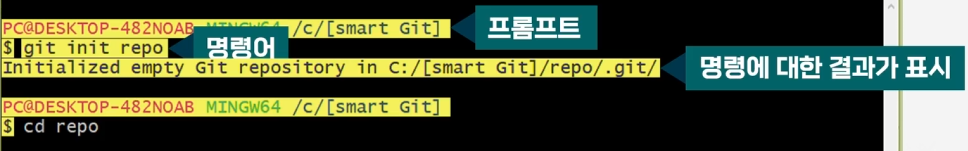 PC@DESKTOP-482NOAB MINGW64 /c/[smart Git]
프롬프트
$ git init repo
명령어
Initialized empty Git repository in C:/[smart Git]/repo/.git/
명령에 대한 결과가 표시
PC@DESKTOP-482NOAB MINGW64 /c/[smart Git]
$ cd repo